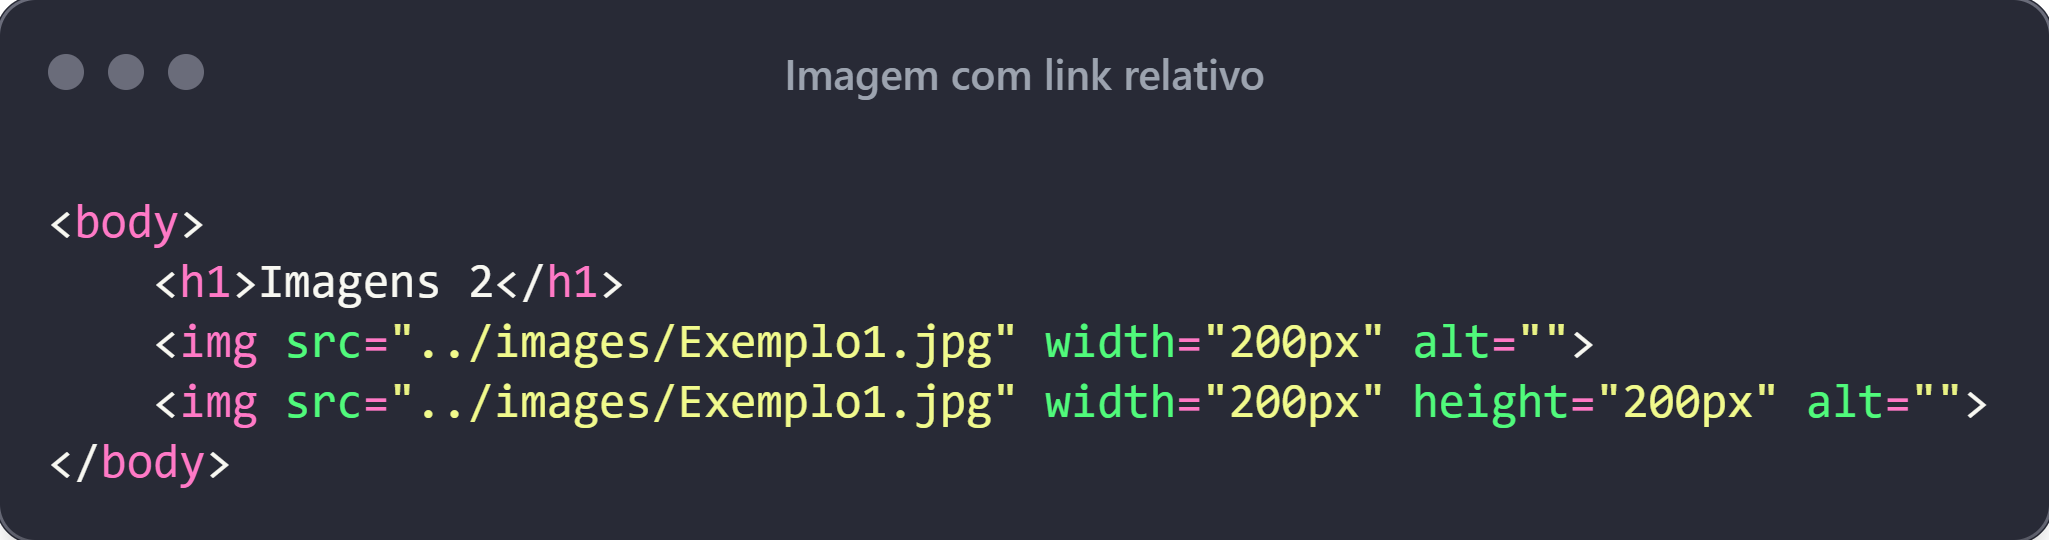 Imagem com link relativo
<body>
    <h1>Imagens 2</h1>
    <img src="../images/Exemplo1.jpg" width="200px" alt="">
    <img src="../images/Exemplo1.jpg" width="200px" height="200px" alt="">
</body>